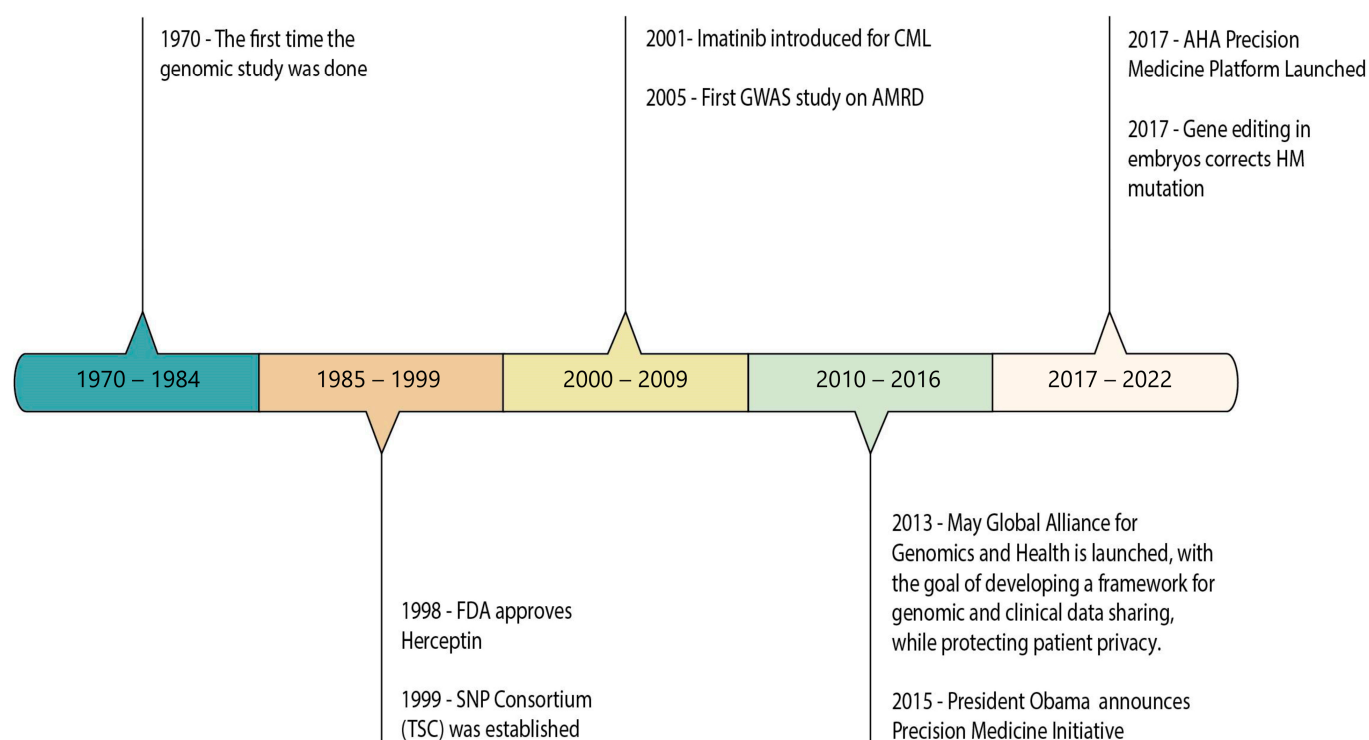 1970 - The first time the
genomic study was done
2001- Imatinib introduced for CML
2005 - First GWAS study on AMRD
2017 - AHA Precision
Medicine Platform Launched
2017 - Gene editing in
embryos corrects HM
mutation
1970 – 1984
1985 – 1999
2000 – 2009
2010 – 2016
2017 – 2022
1998 - FDA approves
Herceptin
1999 - SNP Consortium
(TSC) was established
2013 - May Global Alliance for
Genomics and Health is launched, with
the goal of developing a framework for
genomic and clinical data sharing,
while protecting patient privacy.
2015 - President Obama announces
Precision Medicine Initiative